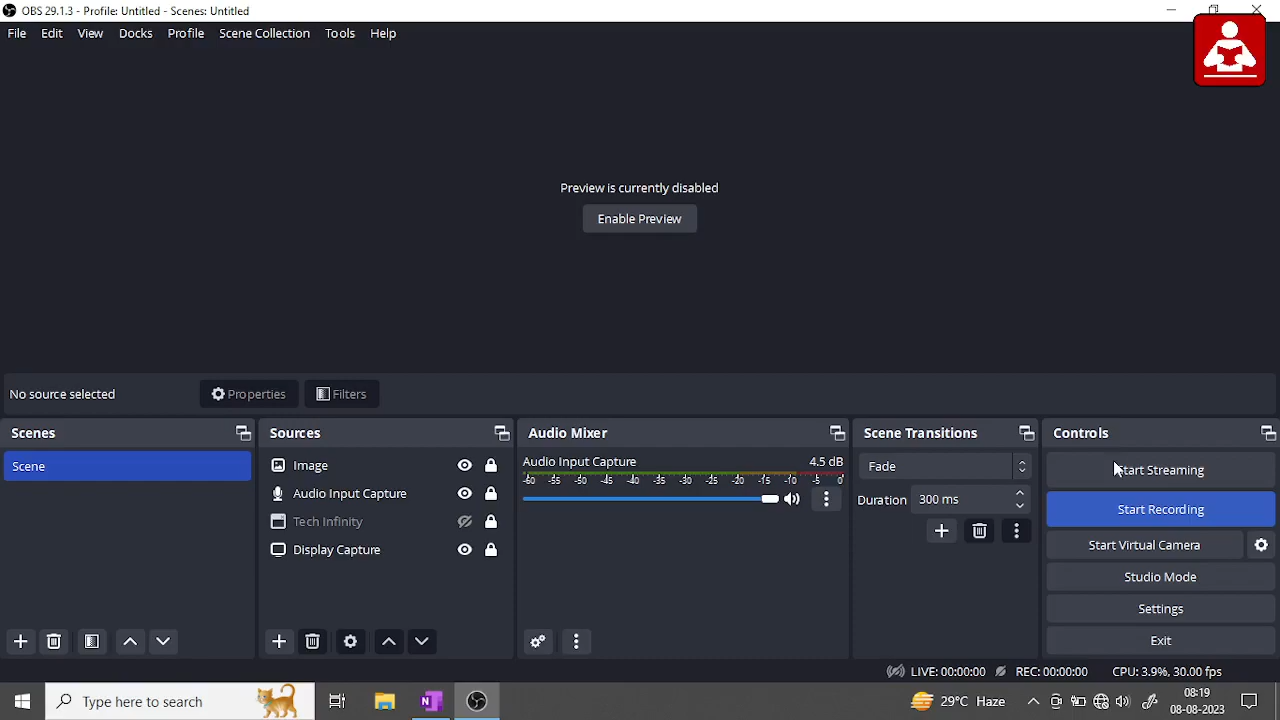 OBS 29.1.3 - Profile: Untitled - Scenes: Untitled
File Edit View Docks Profile Scene Collection Tools Help
Preview is currently disabled
Enable Preview
No source selected Properties Filters
Scenes
Scene
Sources
Image
Audio Input Capture
Tech Infinity
Display Capture
Audio Mixer
Audio Input Capture 4.5 dB
-60 -55 -50 -45 -40 -35 -30 -25 -20 -15 -10 -5 0
Scene Transitions
Fade
Duration 300 ms
Controls
Start Streaming
Start Recording
Start Virtual Camera
Studio Mode
Settings
Exit
LIVE: 00:00:00 REC: 00:00:00 CPU: 3.9%, 30.00 fps
Type here to search
29°C Haze
08:19
08-08-2023